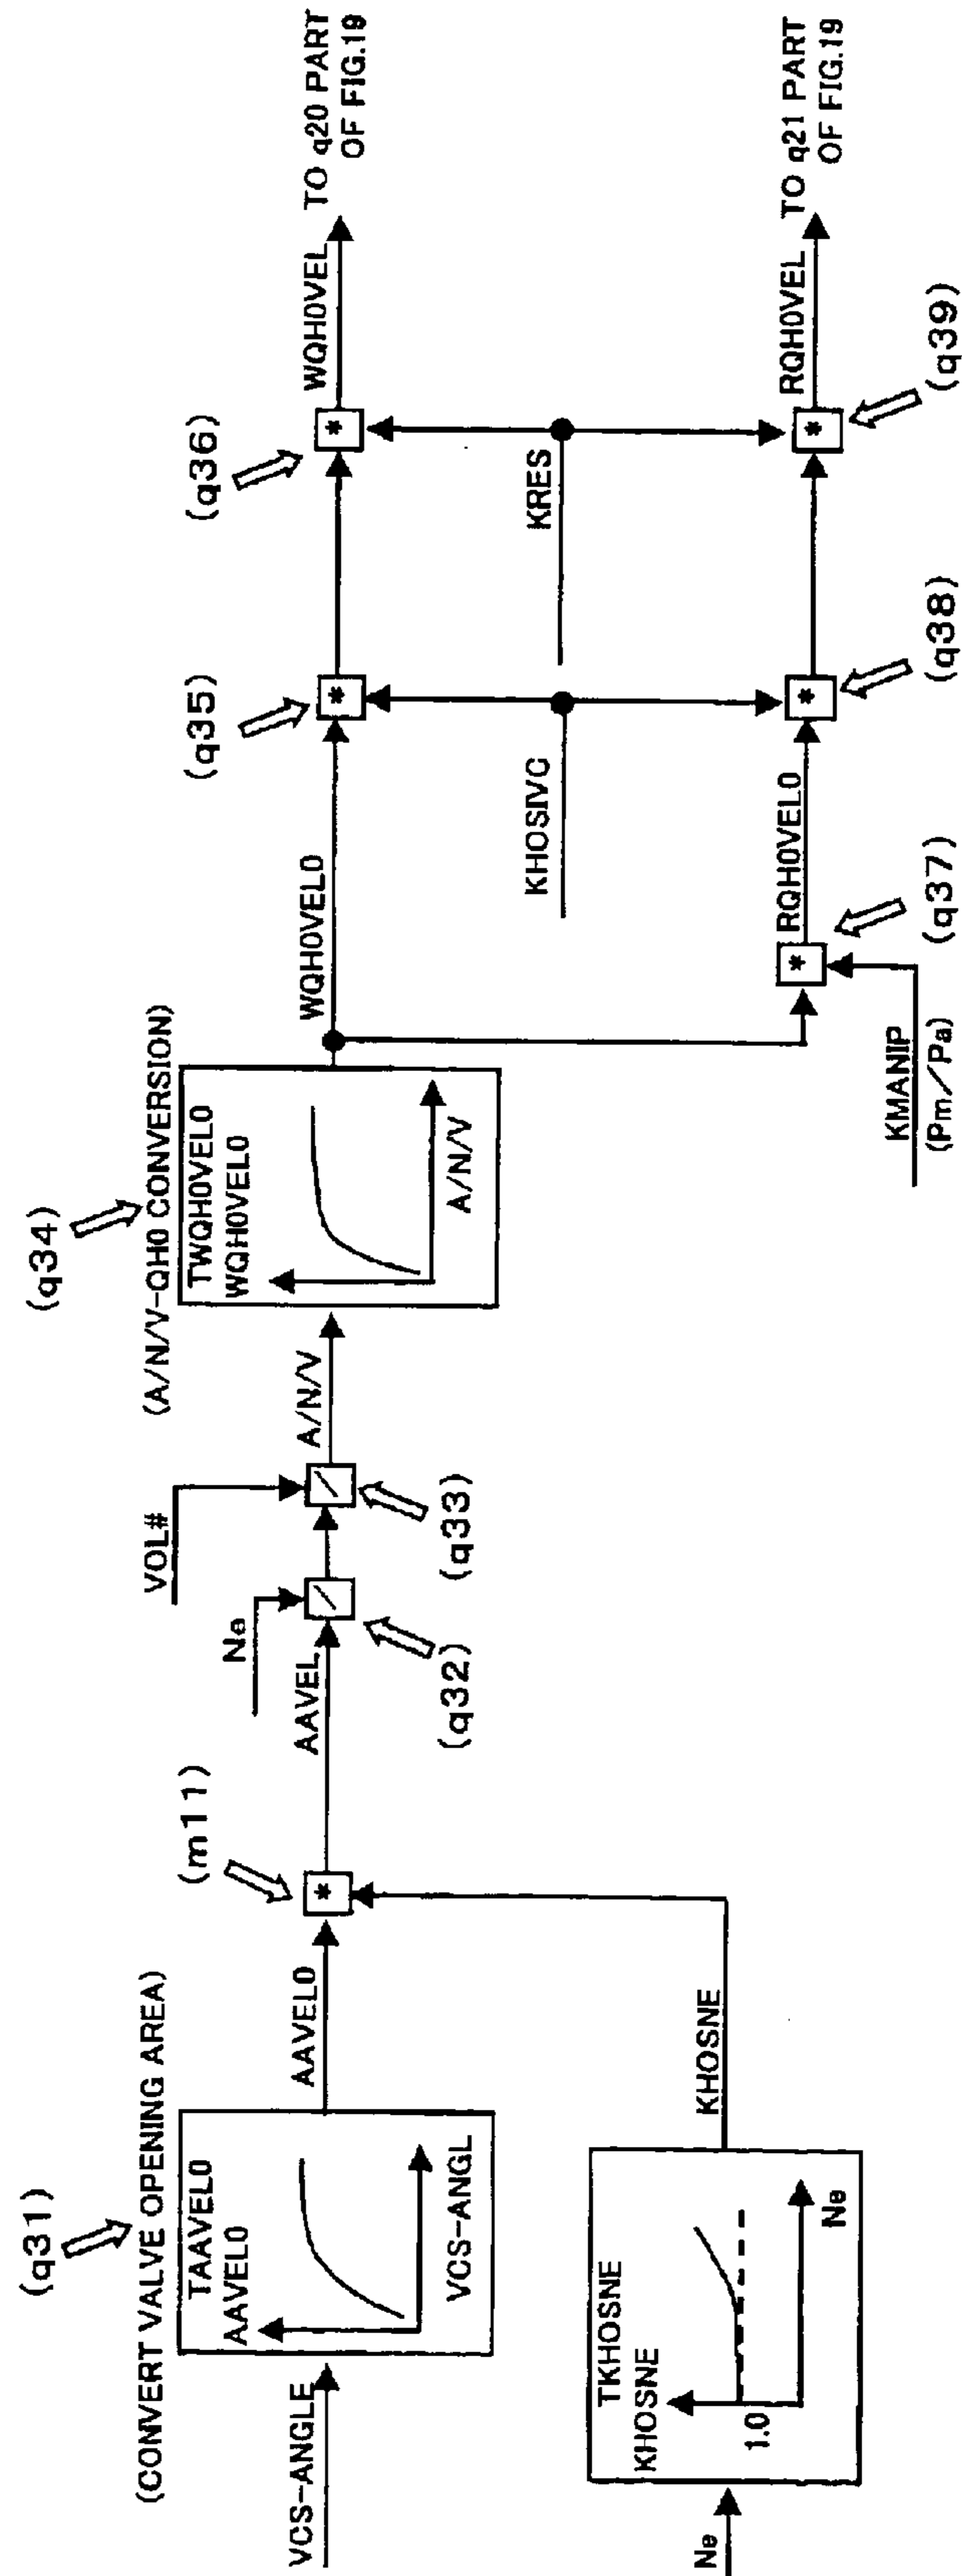 (q31)
(CONVERT VALVE OPENING AREA)
VCS-ANGLE
TAAVEL0
AAVEL0
VCS-ANGL
AAVEL0
(m11)
Ne
TKHOSNE
KHOSNE
1.0
Ne
KHOSNE
AAVEL
Ne
(q32)
VOL#
(q33)
A/N/V
(q34)
(A/N/V-QH0 CONVERSION)
TWQH0VEL0
WQH0VEL0
A/N/V
WQH0VEL0
(q35)
(q36)
WQH0VEL
TO q20 PART
OF FIG.19
KHOSIVC
KRES
KMANIP
(Pm/Pa)
(q37)
RQH0VEL0
(q38)
(q39)
RQH0VEL
TO q21 PART
OF FIG.19
*
/
/
*
*
*
*
*